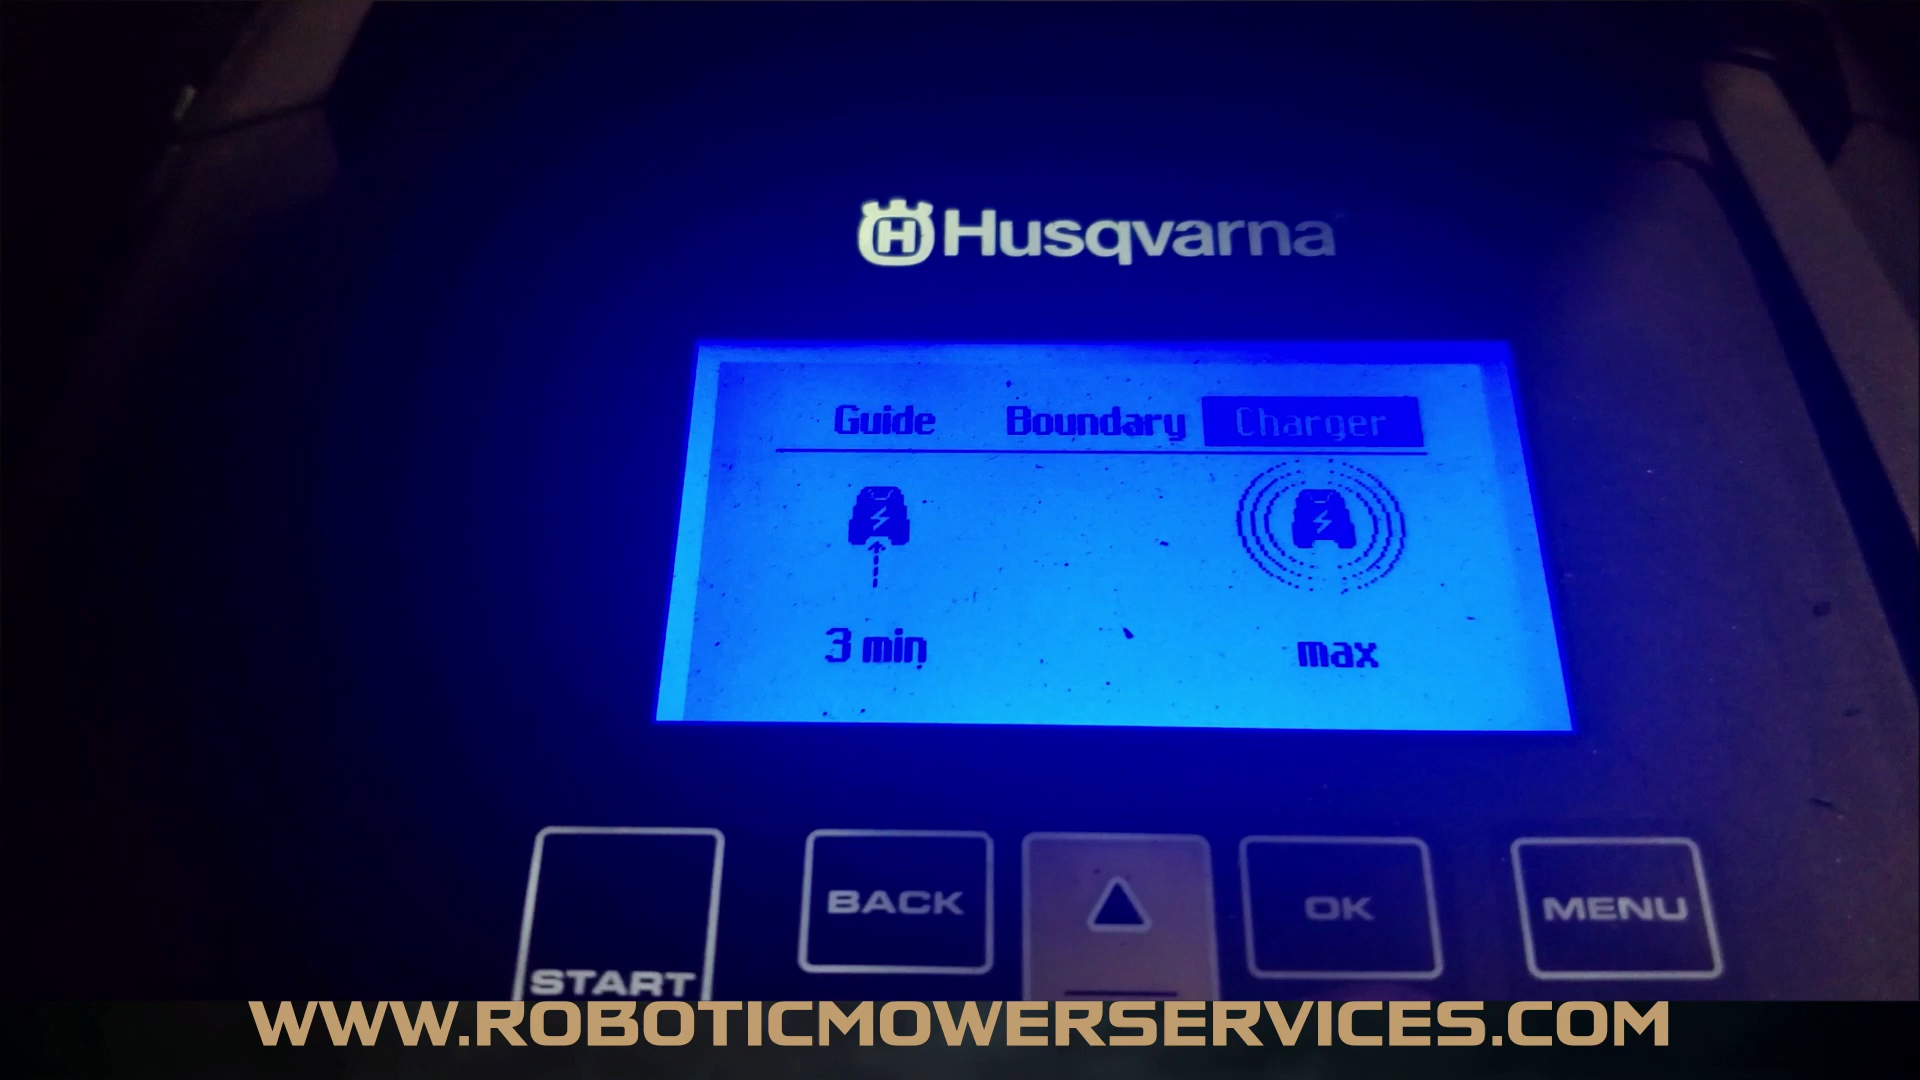 Husqvarna
Guide Boundary Charger
3 min max
START BACK OK MENU
WWW.ROBOTICMOWERSERVICES.COM